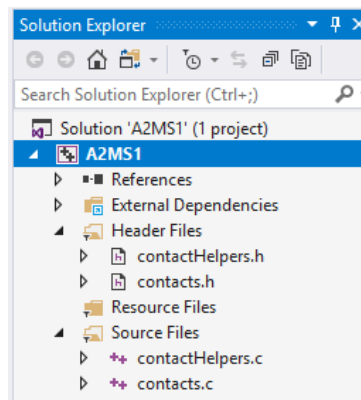 Solution Explorer
Search Solution Explorer (Ctrl+;)
Solution 'A2MS1' (1 project)
A2MS1
References
External Dependencies
Header Files
contactHelpers.h
contacts.h
Resource Files
Source Files
contactHelpers.c
contacts.c